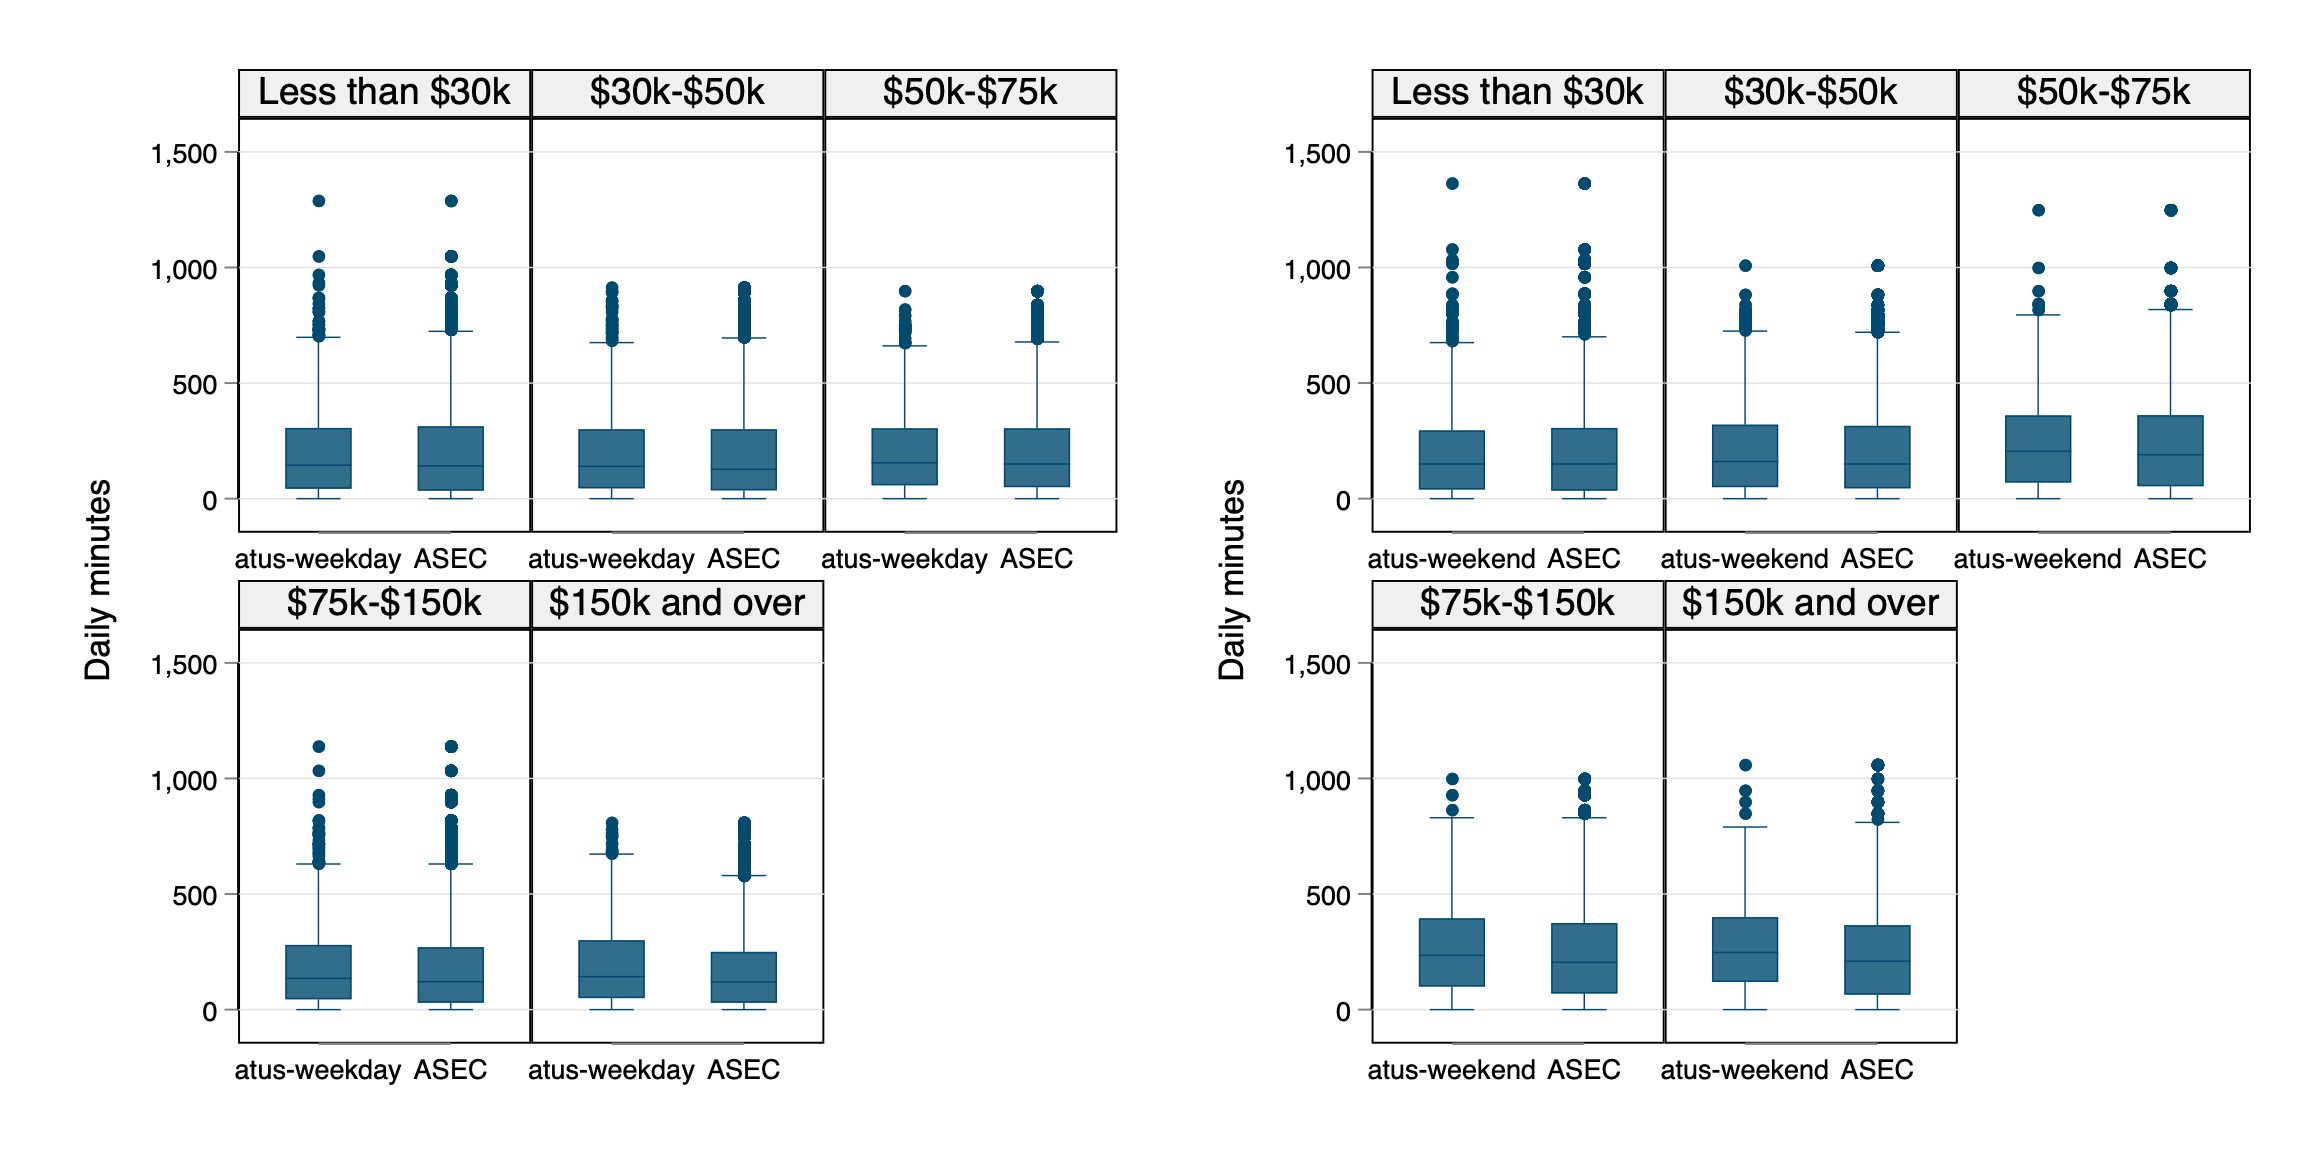 Less than $30k $30k-$50k $50k-$75k
1,500
1,000
500
0
atus-weekday ASEC atus-weekday ASEC atus-weekday ASEC
$75k-$150k $150k and over
1,500
1,000
500
0
atus-weekday ASEC atus-weekday ASEC
Daily minutes
Less than $30k $30k-$50k $50k-$75k
1,500
1,000
500
0
atus-weekend ASEC atus-weekend ASEC atus-weekend ASEC
$75k-$150k $150k and over
1,500
1,000
500
0
atus-weekend ASEC atus-weekend ASEC
Daily minutes